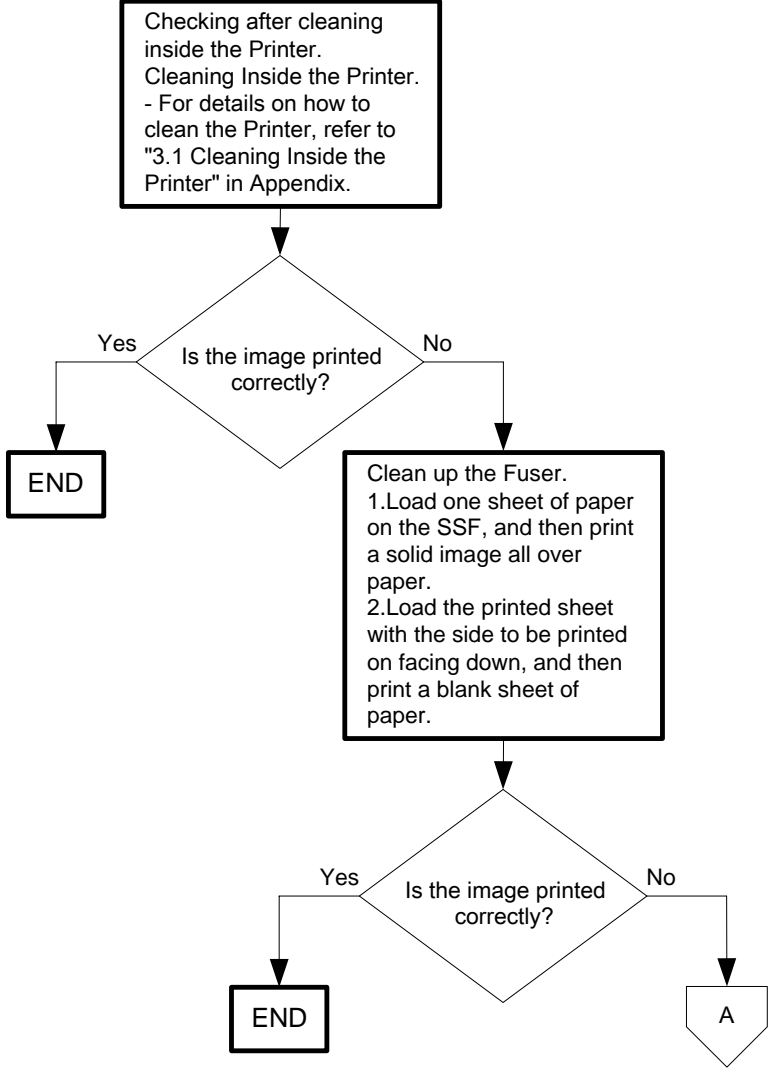 Checking after cleaning
inside the Printer.
Cleaning Inside the Printer.
- For details on how to
clean the Printer, refer to
"3.1 Cleaning Inside the
Printer" in Appendix.
Yes
No
Is the image printed
correctly?
END
Clean up the Fuser.
1.Load one sheet of paper
on the SSF, and then print
a solid image all over
paper.
2.Load the printed sheet
with the side to be printed
on facing down, and then
print a blank sheet of
paper.
Yes
No
Is the image printed
correctly?
END
A